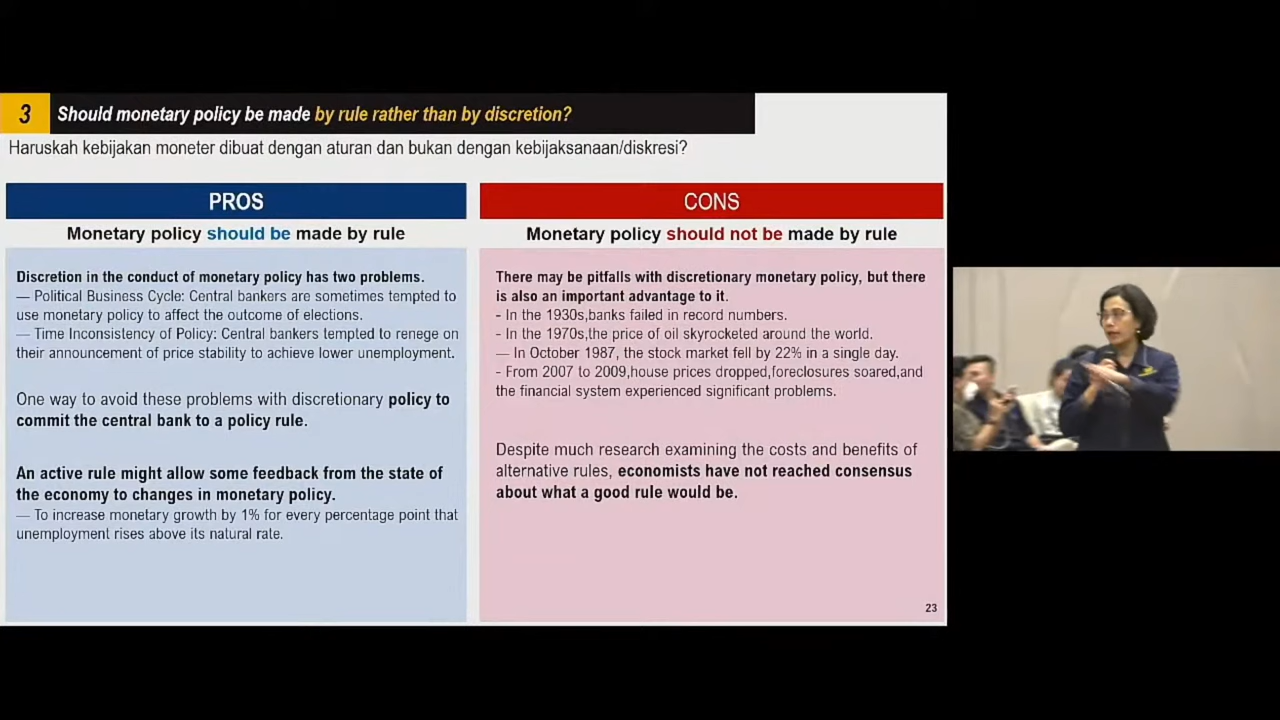 3
Should monetary policy be made by rule rather than by discretion?
Haruskah kebijakan moneter dibuat dengan aturan dan bukan dengan kebijaksanaan/diskresi?
PROS
Monetary policy should be made by rule
Discretion in the conduct of monetary policy has two problems.
— Political Business Cycle: Central bankers are sometimes tempted to
use monetary policy to affect the outcome of elections.
— Time Inconsistency of Policy: Central bankers tempted to rerege on
their announcement of price stability to achieve lower unemployment.
One way to avoid these problems with discretionary policy to
commit the central bank to a policy rule.
An active rule might allow some feedback from the state of
the economy to changes in monetary policy.
— To increase monetary growth by 1% for every percentage point that
unemployment rises above its natural rate.
CONS
Monetary policy should not be made by rule
There may be pitfalls with discretionary monetary policy, but there
is also an important advantage to it.
- In the 1930s,banks failed in record numbers.
- In the 1970s,the price of oil skyrocketed around the world.
— In October 1987, the stock market fell by 22% in a single day.
- From 2007 to 2009,house prices dropped,foreclosures soared,and
the financial system experienced significant problems.
Despite much research examining the costs and benefits of
alternative rules, economists have not reached consensus
about what a good rule would be.
23